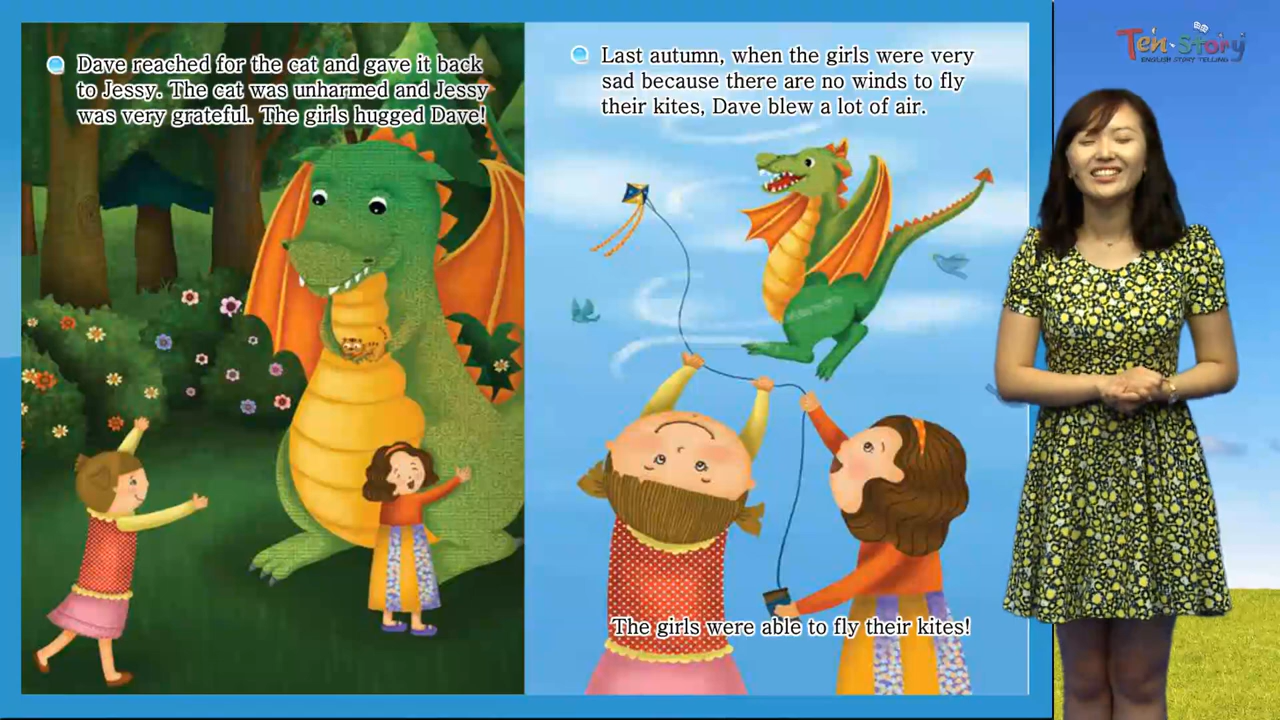 Dave reached for the cat and gave it back
to Jessy. The cat was unharmed and Jessy
was very grateful. The girls hugged Dave!
Last autumn, when the girls were very
sad because there are no winds to fly
their kites, Dave blew a lot of air.
The girls were able to fly their kites!
Ten Story
ENGLISH STORY TELLING